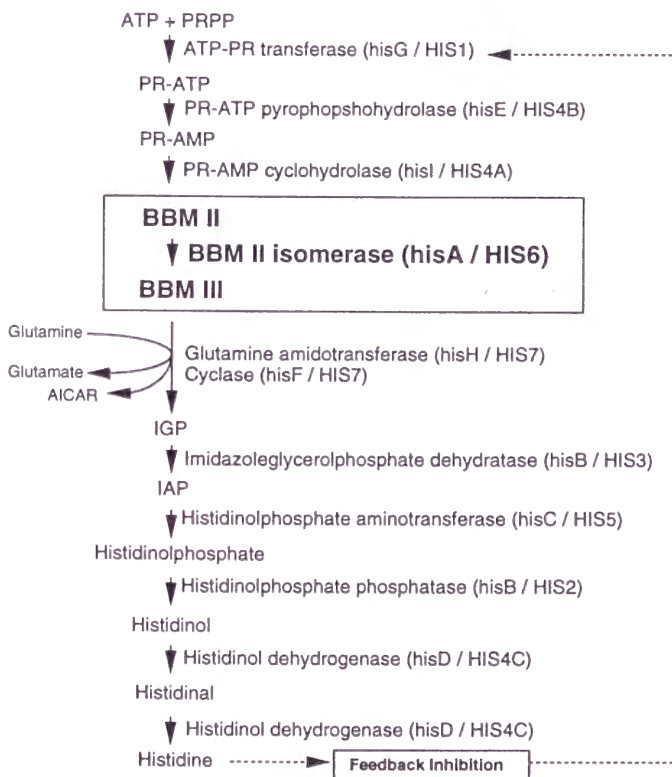 ATP + PRPP
ATP-PR transferase (hisG / HIS1)
PR-ATP
PR-ATP pyrophopshohydrolase (hisE / HIS4B)
PR-AMP
PR-AMP cyclohydrolase (hisI / HIS4A)
BBM II
BBM II isomerase (hisA / HIS6)
BBM III
Glutamine
Glutamine amidotransferase (hisH / HIS7)
Glutamate
Cyclase (hisF / HIS7)
AICAR
IGP
Imidazoleglycerolphosphate dehydratase (hisB / HIS3)
IAP
Histidinolphosphate aminotransferase (hisC / HIS5)
Histidinolphosphate
Histidinolphosphate phosphatase (hisB / HIS2)
Histidinol
Histidinol dehydrogenase (hisD / HIS4C)
Histidinal
Histidinol dehydrogenase (hisD / HIS4C)
Histidine
Feedback Inhibition